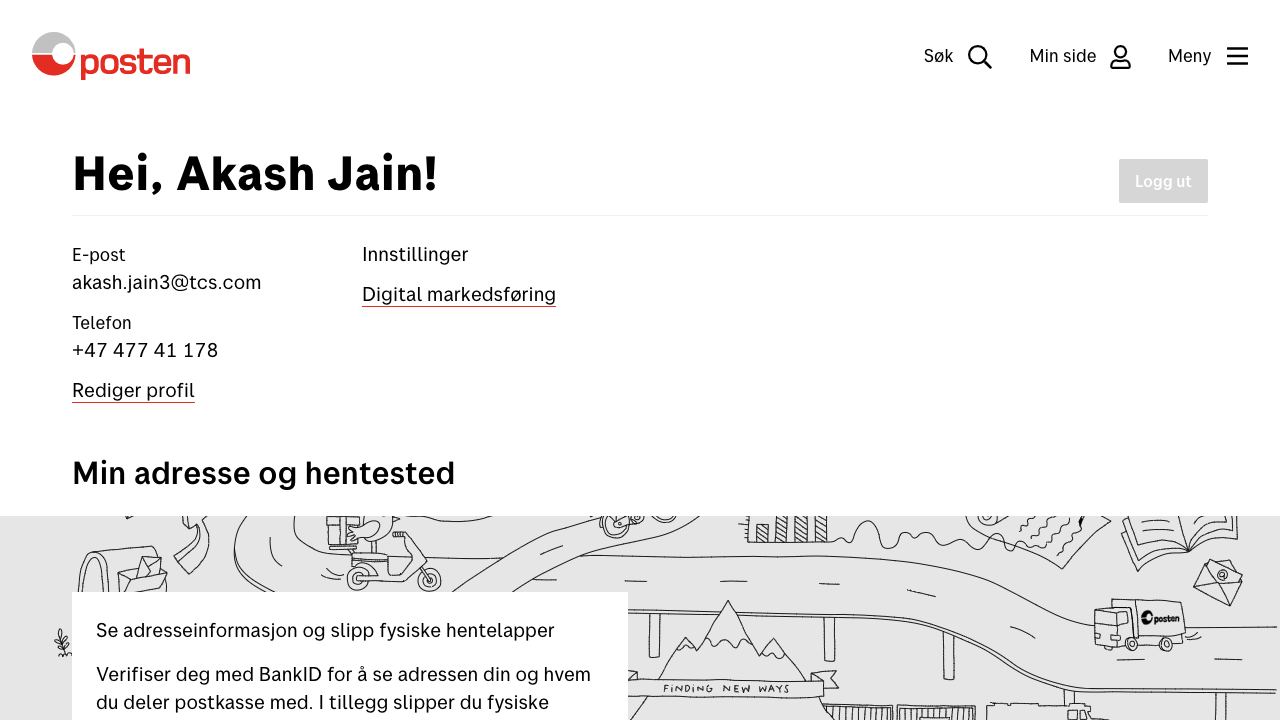 posten
Søk
Min side
Meny
Hei, Akash Jain!
Logg ut
E-post
akash.jain3@tcs.com
Telefon
+47 477 41 178
Rediger profil
Innstillinger
Digital markedsføring
Min adresse og hentested
posten
FINDING NEW WAYS
Se adresseinformasjon og slipp fysiske hentelapper
Verifiser deg med BankID for å se adressen din og hvem
du deler postkasse med. I tillegg slipper du fysiske